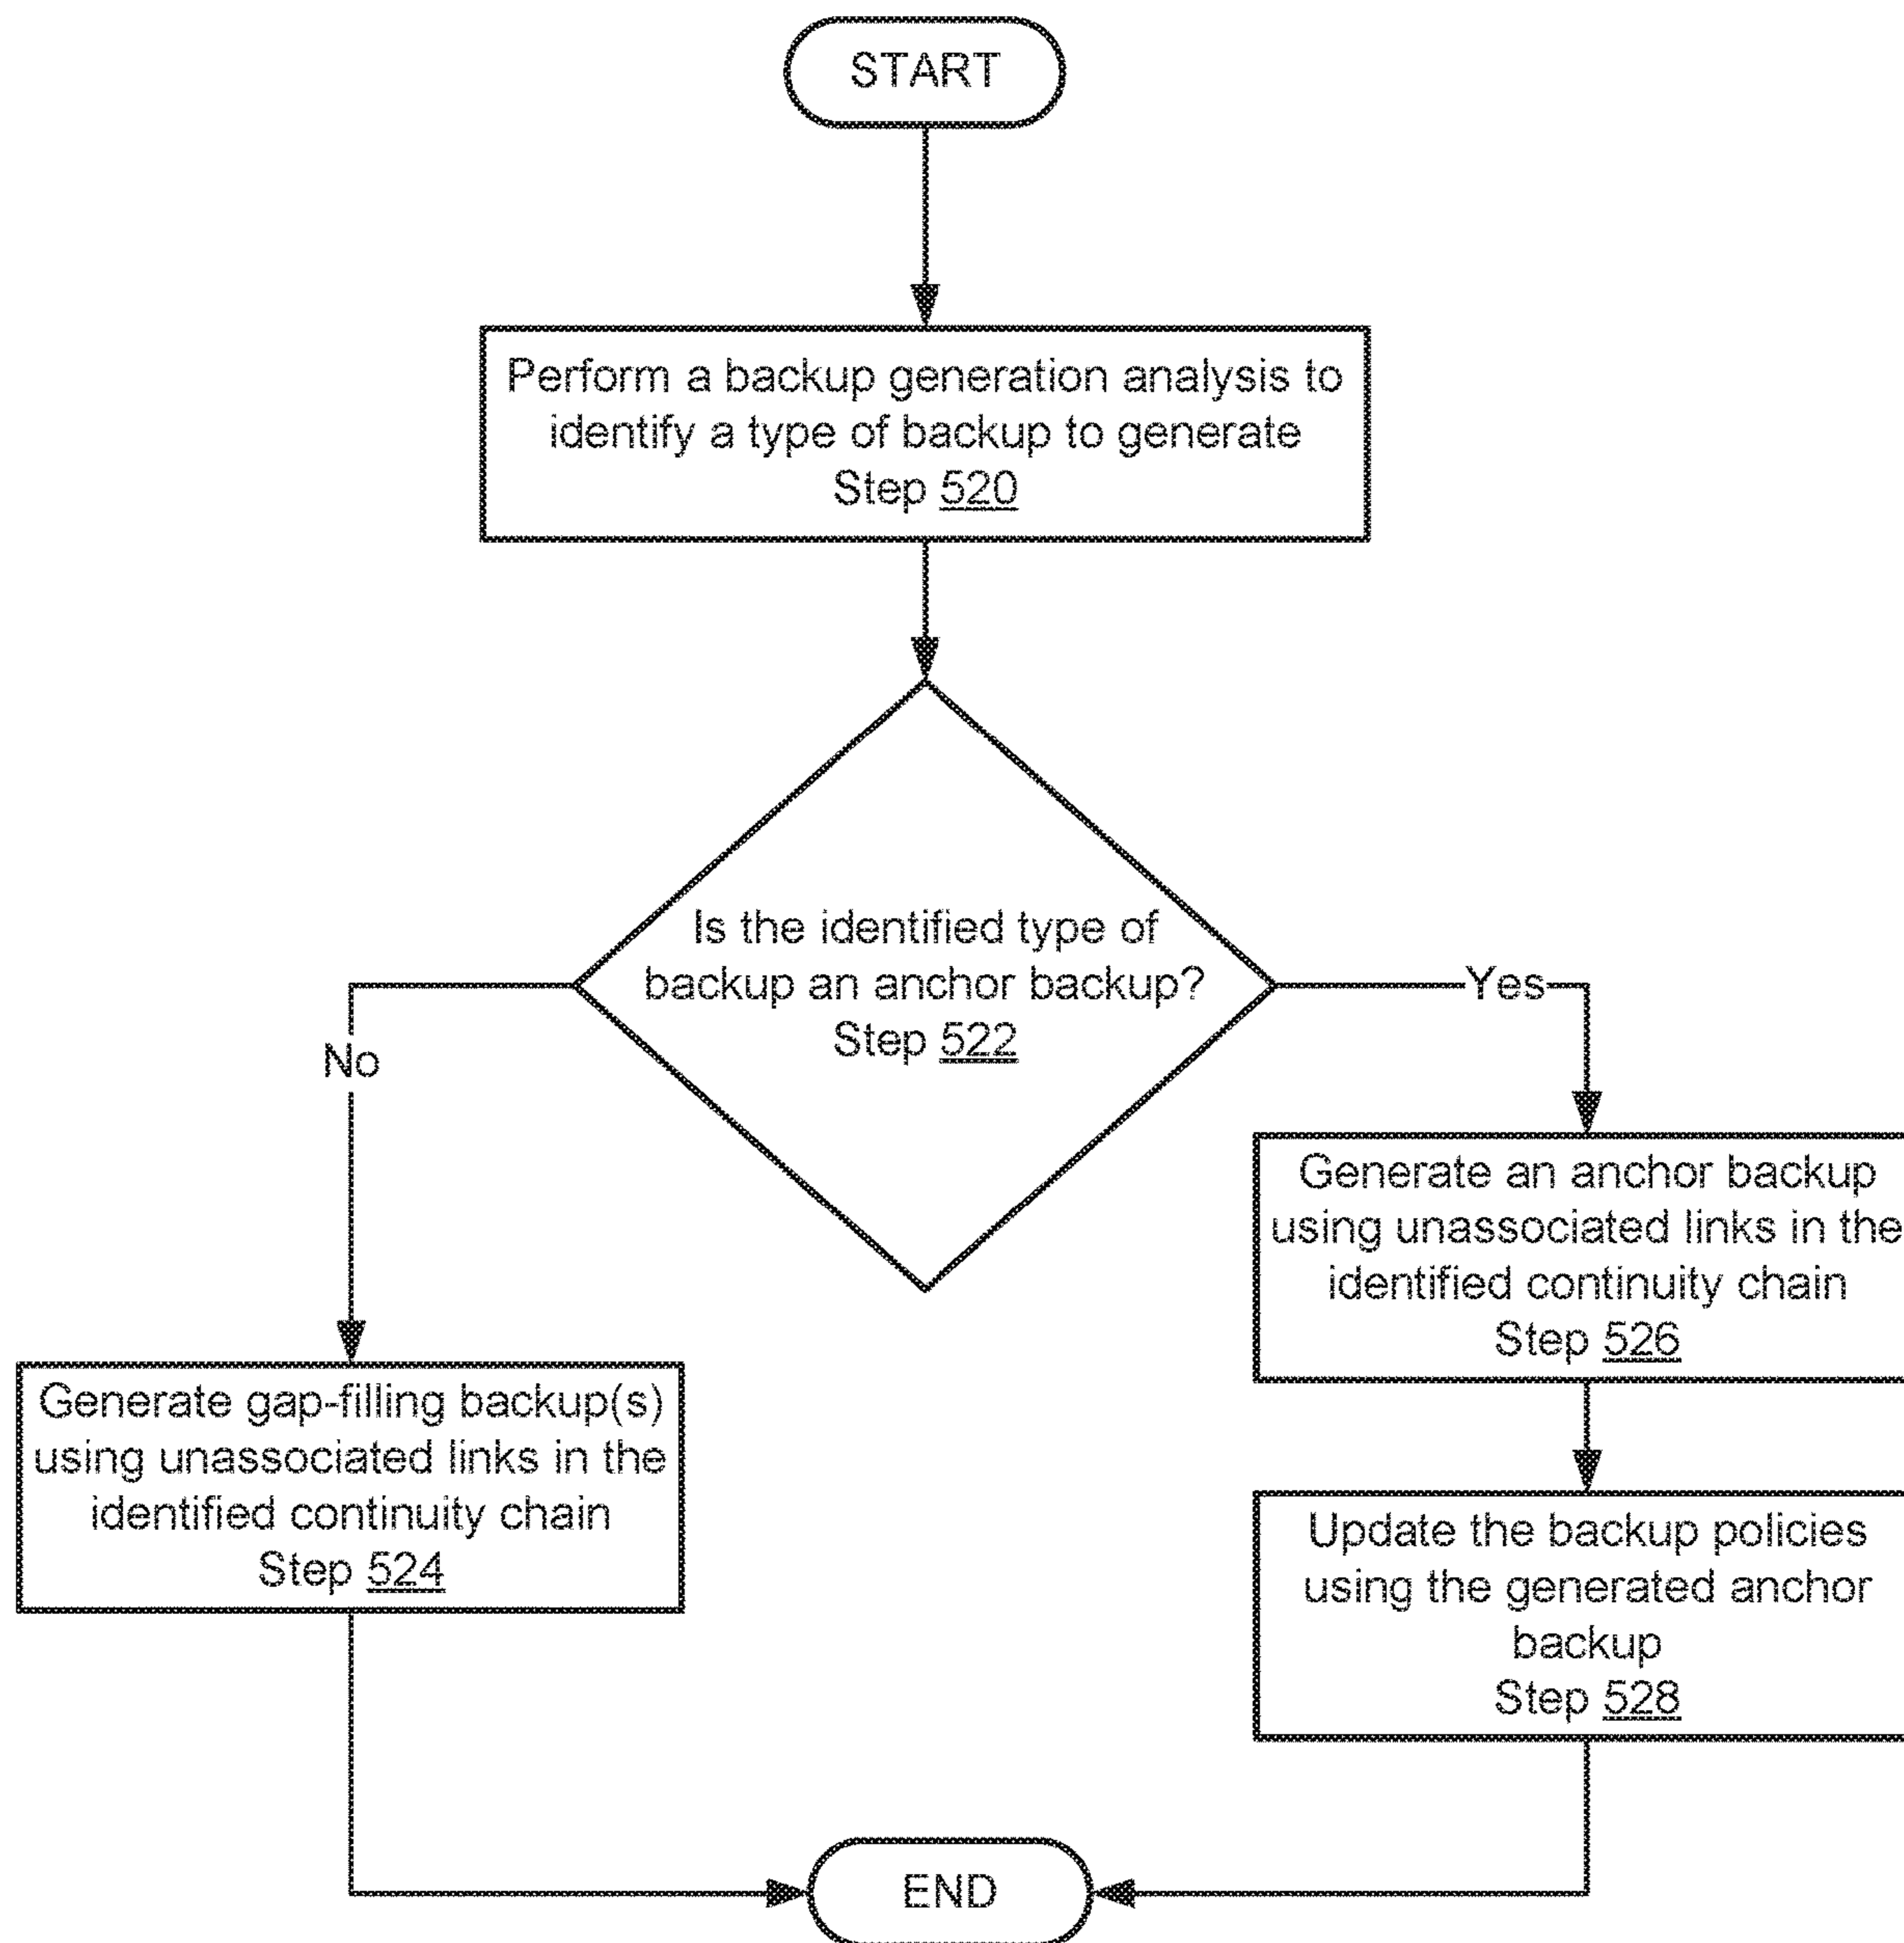 START
Perform a backup generation analysis to
identify a type of backup to generate
Step 520
Is the identified type of
backup an anchor backup?
Step 522
No
Yes
Generate an anchor backup
using unassociated links in the
identified continuity chain
Step 526
Generate gap-filling backup(s)
using unassociated links in the
identified continuity chain
Step 524
Update the backup policies
using the generated anchor
backup
Step 528
END